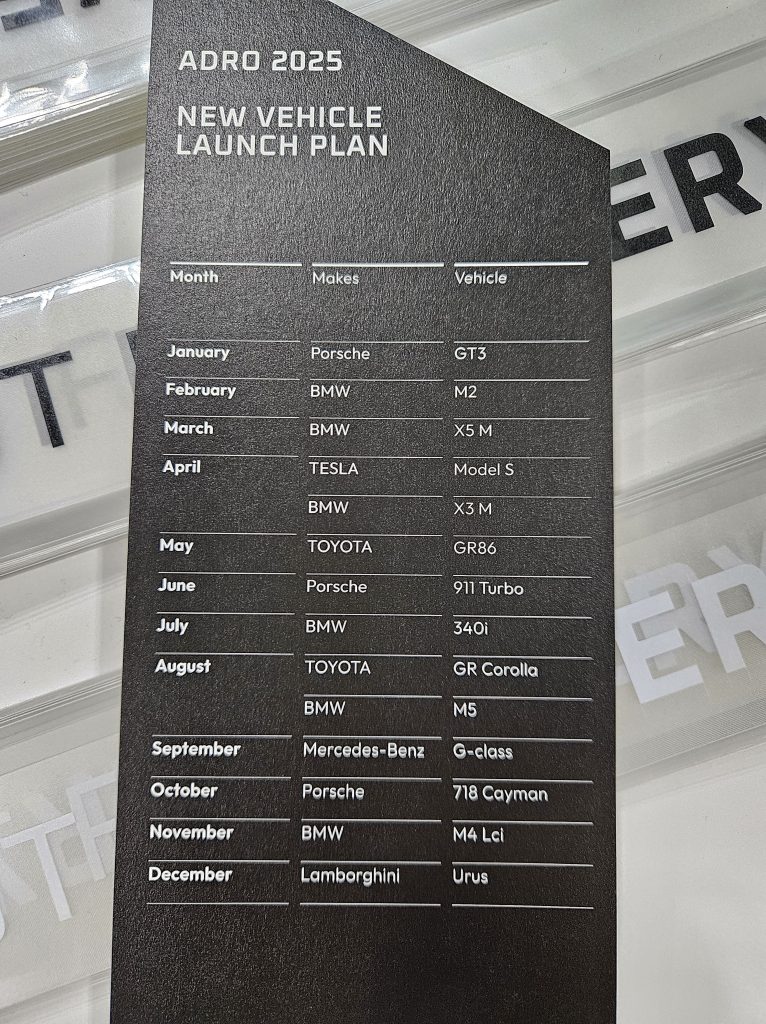 ADRO 2025
NEW VEHICLE
LAUNCH PLAN
Month Makes Vehicle
January Porsche GT3
February BMW M2
March BMW X5 M
April TESLA Model S
BMW X3 M
May TOYOTA GR86
June Porsche 911 Turbo
July BMW 340i
August TOYOTA GR Corolla
BMW M5
September Mercedes-Benz G-class
October Porsche 718 Cayman
November BMW M4 Lci
December Lamborghini Urus